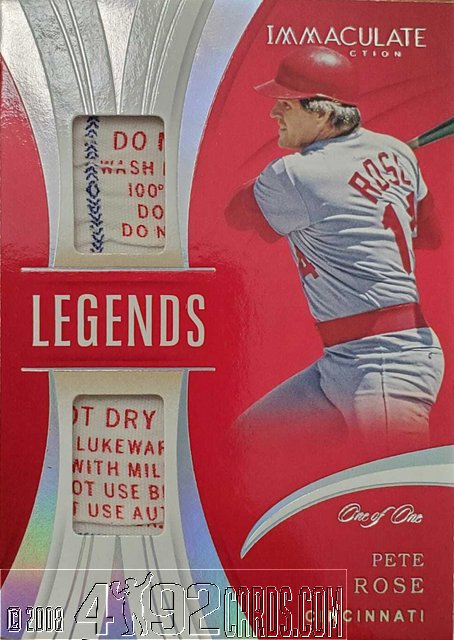 IMMACULATE
CTION
DO
WASH
100°
DO
DO N
LEGENDS
ROSE
14
OT DRY
LUKEWAR
WITH MIL
OT USE B
T USE AUT
One of One
PETE
ROSE
CINCINNATI
© 2008 4192CARDS.COM